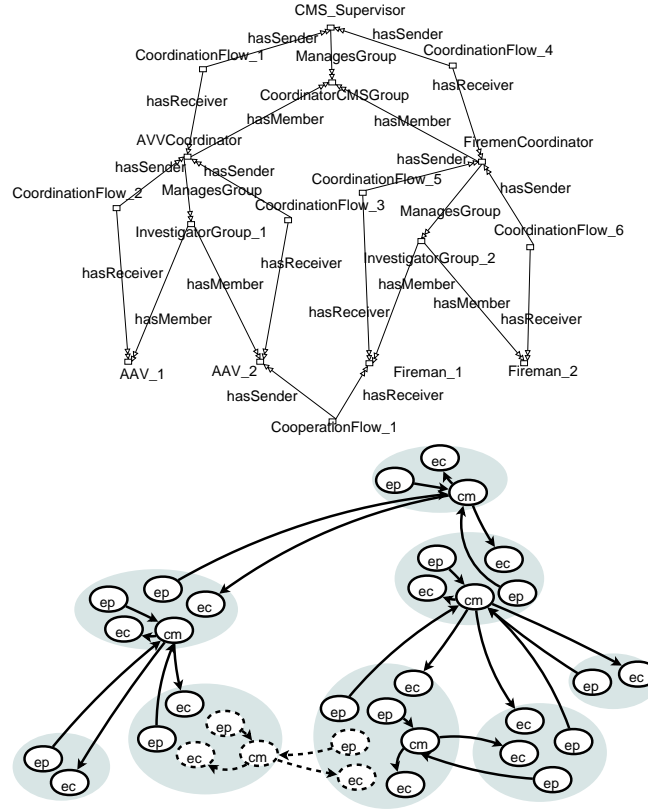 CMS_Supervisor
hasSender
hasSender
CoordinationFlow_1
ManagesGroup
CoordinationFlow_4
hasReceiver
CoordinatorCMSGroup
hasReceiver
hasMember
hasMember
AVVCoordinator
FiremenCoordinator
hasSender
hasSender
hasSender
CoordinationFlow_2
ManagesGroup
CoordinationFlow_5
hasSender
CoordinationFlow_3
ManagesGroup
InvestigatorGroup_1
CoordinationFlow_6
hasReceiver
hasReceiver
InvestigatorGroup_2
hasMember
hasMember
hasMember
hasMember
hasReceiver
hasReceiver
AAV_1
AAV_2
Fireman_1
Fireman_2
hasSender
hasReceiver
CooperationFlow_1
ec
ep
cm
ep
ec
ep
ec
ep
ep
ec
ec
cm
ep
cm
ec
ep
ec
ec
ep
ep
ec
ep
ec
ep
ec
cm
ep
cm
ec
ep
ec
ec
ec
ep